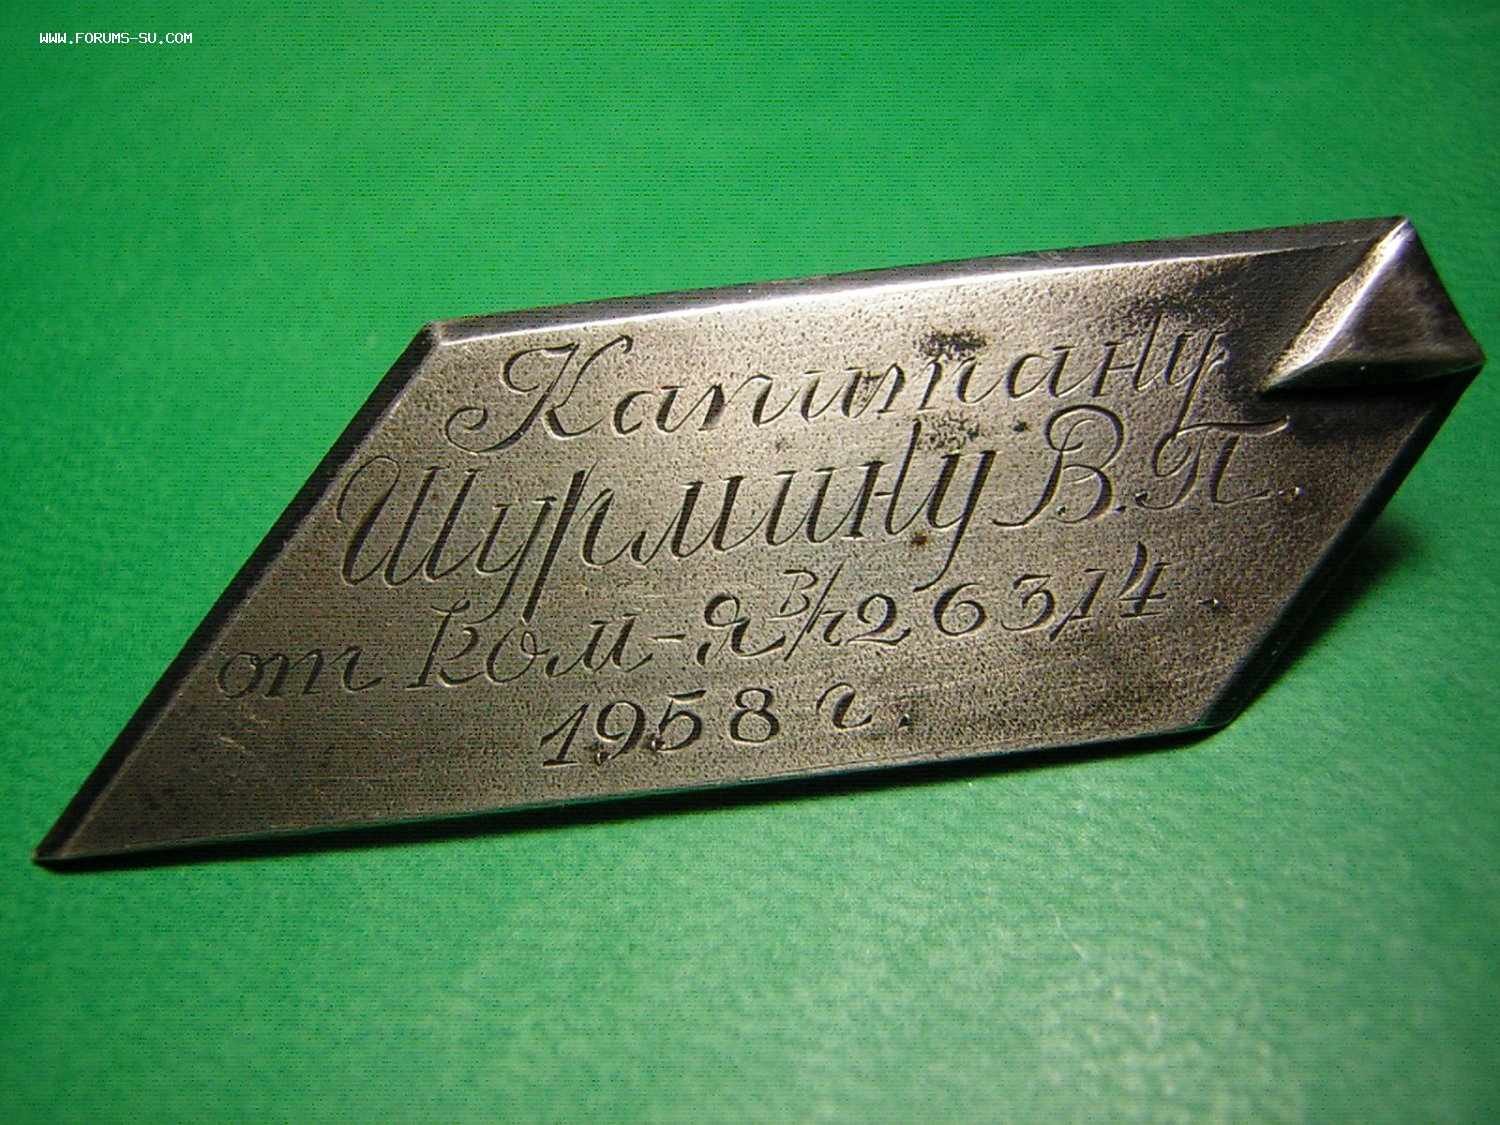 WWW.FORUMS-SU.COM
Капитану
Шурмину В.П.
от Ком-я В/ч 26314
1958 г.